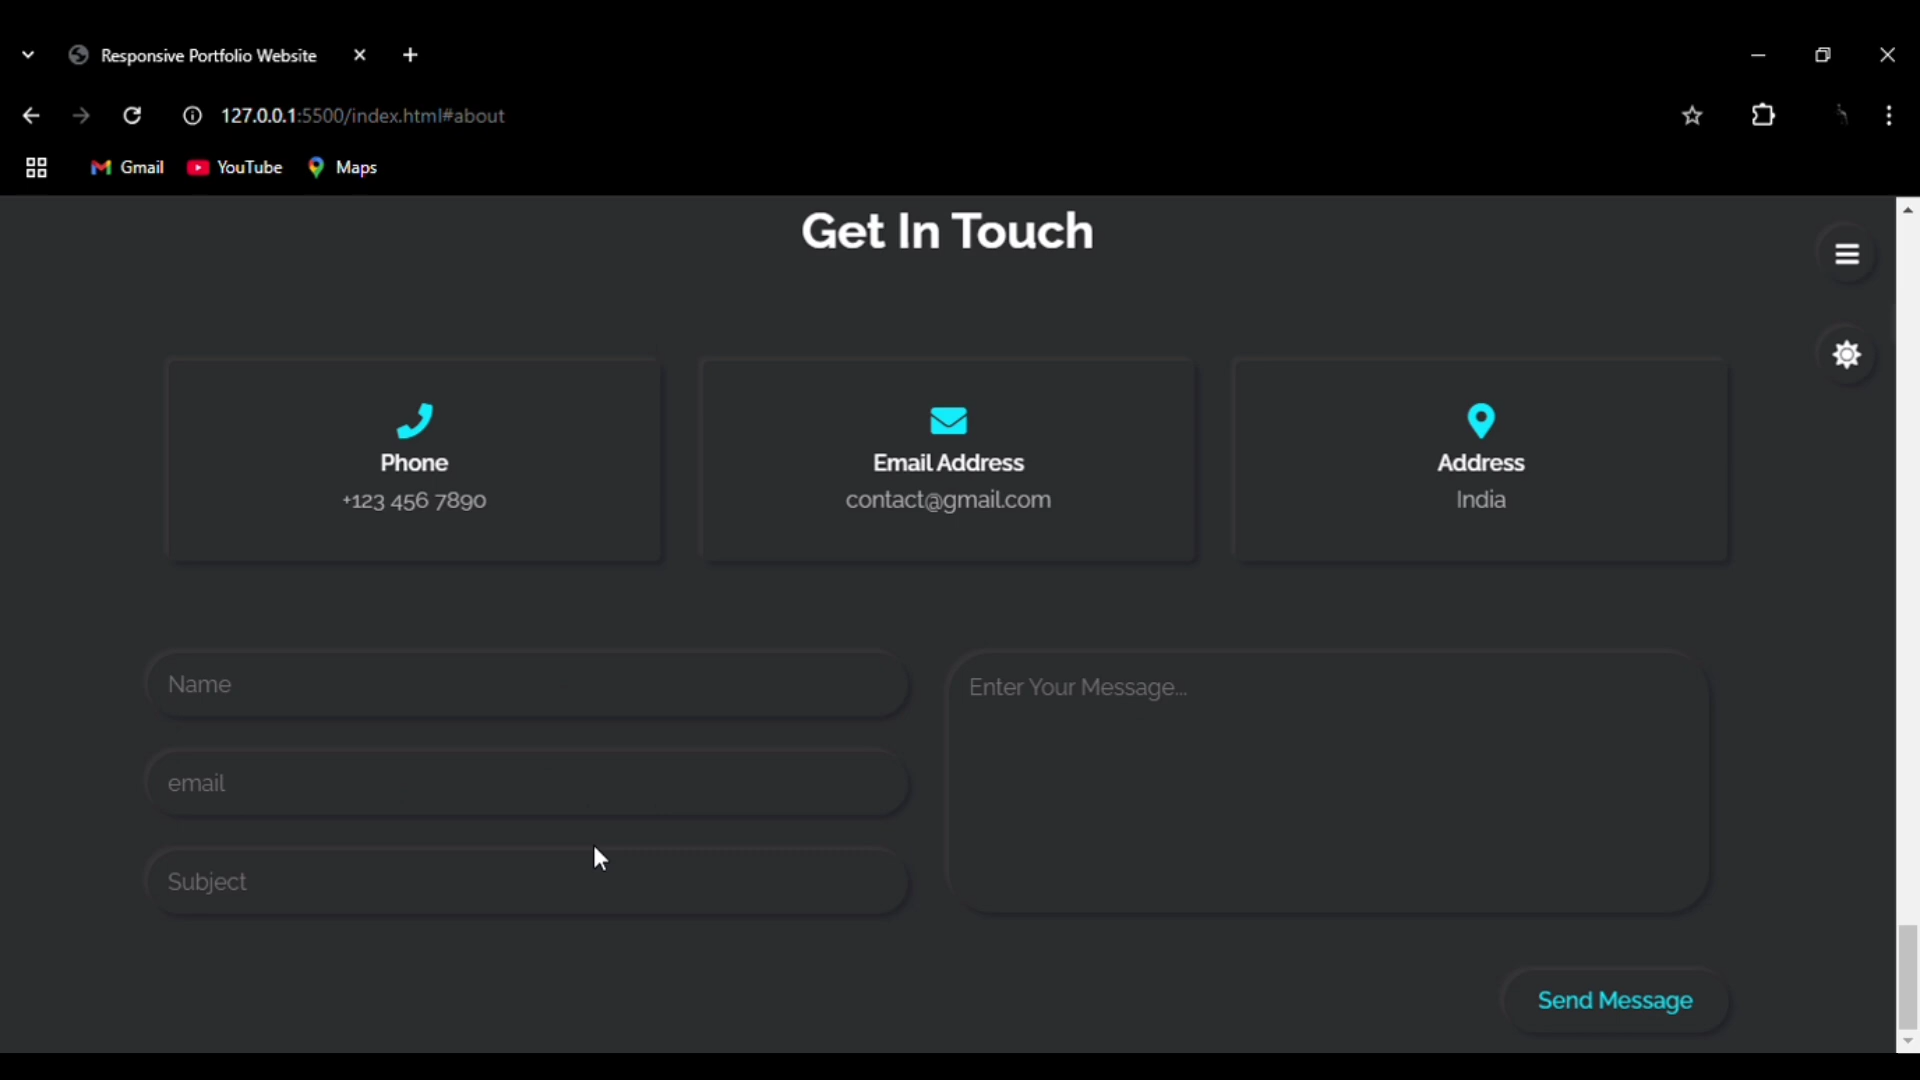 Responsive Portfolio Website
127.0.0.1:5500/index.html#about
Gmail YouTube Maps
Get In Touch
Phone
+123 456 7890
Email Address
contact@gmail.com
Address
India
Name
email
Subject
Enter Your Message...
Send Message